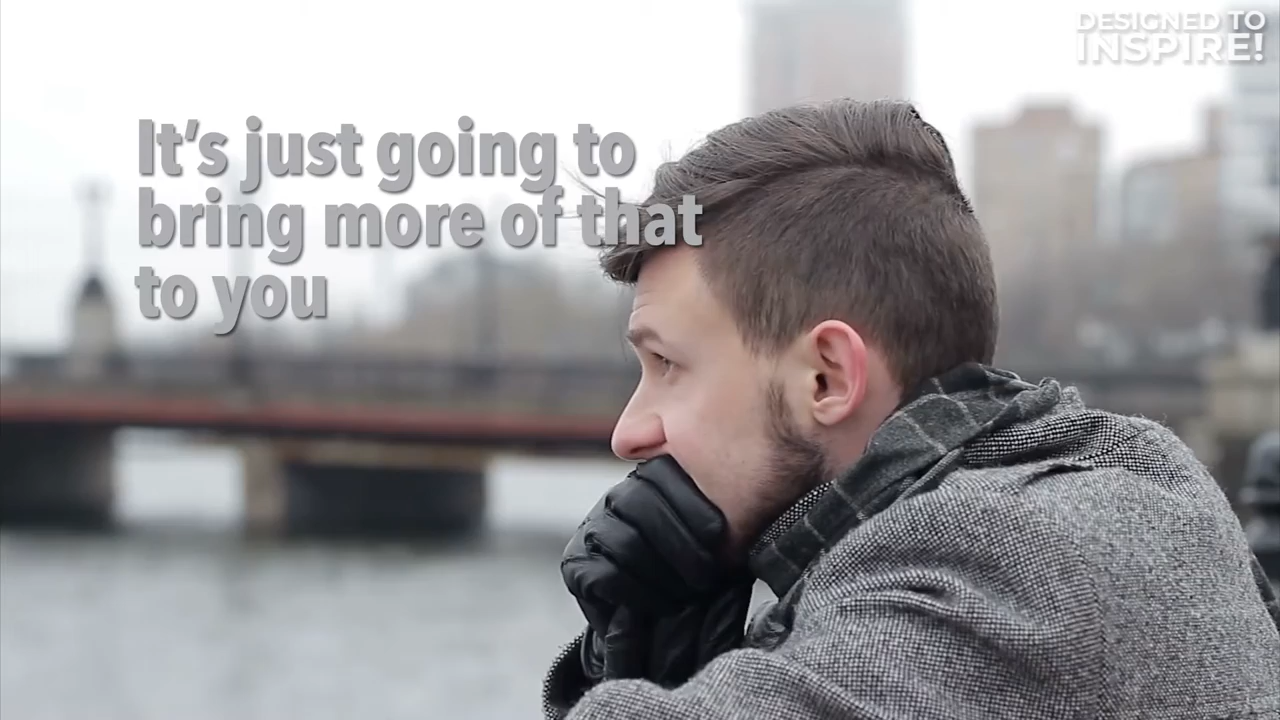 DESIGNED TO
INSPIRE!
It's just going to
bring more of that
to you